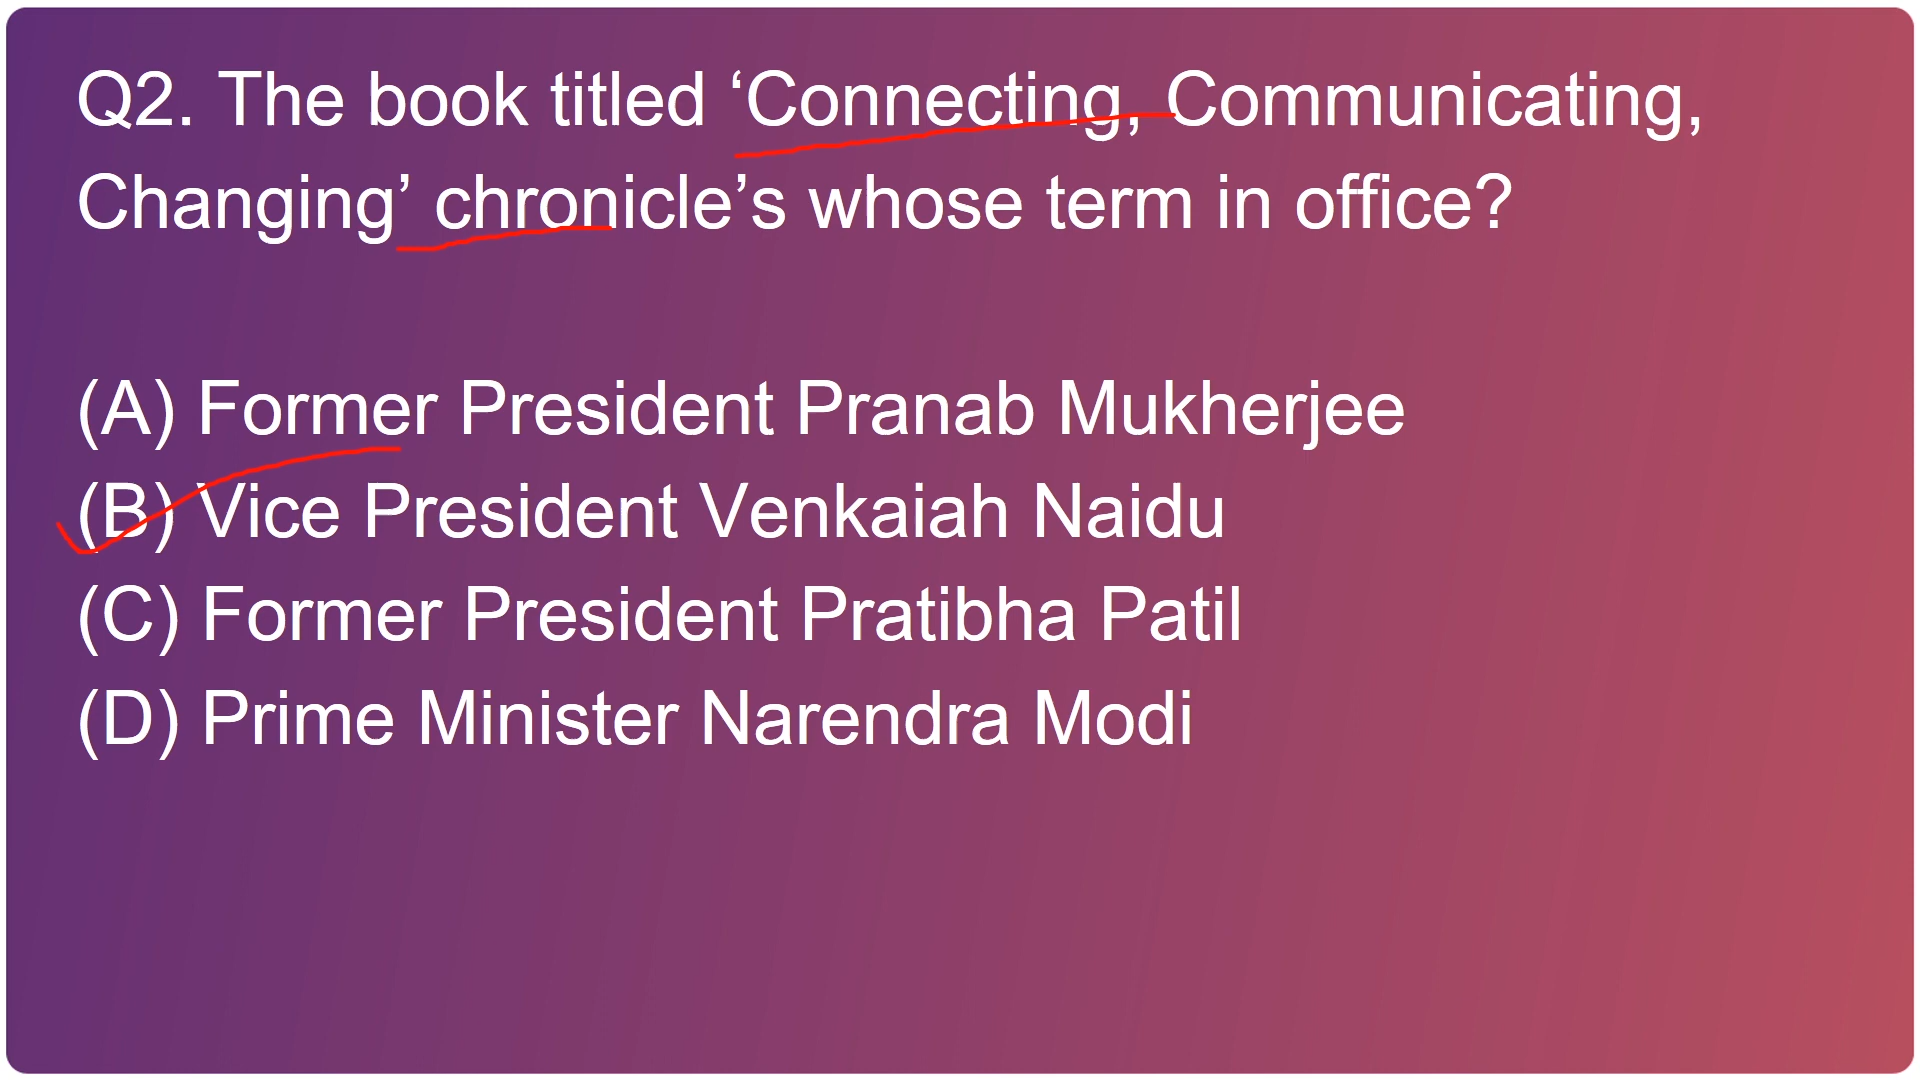 Q2. The book titled ‘Connecting, Communicating,
Changing’ chronicle’s whose term in office?
(A) Former President Pranab Mukherjee
(B) Vice President Venkaiah Naidu
(C) Former President Pratibha Patil
(D) Prime Minister Narendra Modi